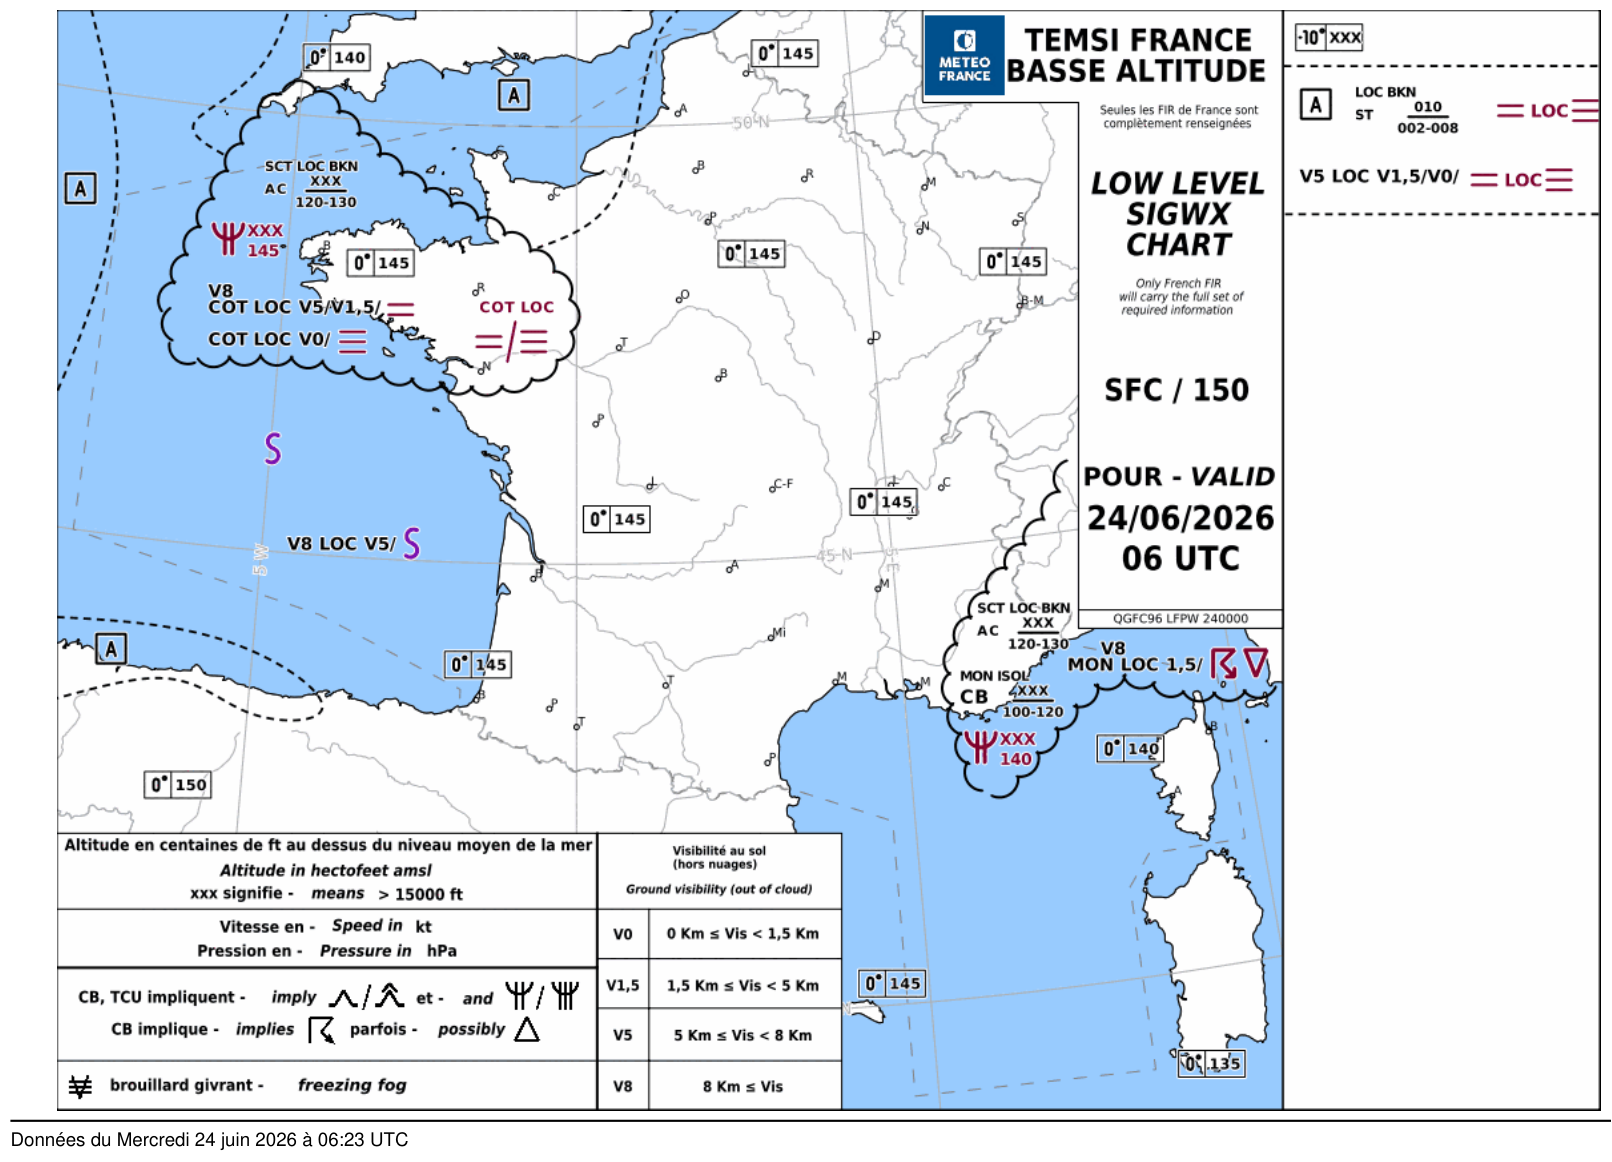 METEO
FRANCE
TEMSI FRANCE
BASSE ALTITUDE
Seules les FIR de France sont
complètement renseignées
LOW LEVEL
SIGWX
CHART
Only French FIR
will carry the full set of
required information
SFC / 150
POUR - VALID
24/06/2026
06 UTC
QGFC96 LFPW 240000
-10° xxx
A
LOC BKN
ST
010
002-008
LOC
V5 LOC V1,5/V0/
LOC
0° 140
0° 145
A
A
50°N
SCT LOC BKN
AC
XXX
120-130
XXX
145
0° 145
V8
COT LOC V5/V1,5/
COT LOC V0/
COT LOC
0° 145
0° 145
L
A
B
R
M
C
C
P
N
S
B
R
O
B-M
T
D
B
N
P
L
C-F
L
C
0° 145
0° 145
V8 LOC V5/
5 W
45 N
5 E
B
A
M
Mi
A
0° 145
B
P
T
T
M
M
P
SCT LOC BKN
AC
XXX
120-130
MON ISOL
CB
XXX
100-120
V8
MON LOC 1,5/
XXX
140
0° 140
B
A
0° 150
0° 145
0° 135
Altitude en centaines de ft au dessus du niveau moyen de la mer
Altitude in hectofeet amsl
xxx signifie - means > 15000 ft
Vitesse en - Speed in kt
Pression en - Pressure in hPa
CB, TCU impliquent - imply / et - and /
CB implique - implies parfois - possibly
brouillard givrant - freezing fog
Visibilité au sol
(hors nuages)
Ground visibility (out of cloud)
V0 0 Km ≤ Vis < 1,5 Km
V1,5 1,5 Km ≤ Vis < 5 Km
V5 5 Km ≤ Vis < 8 Km
V8 8 Km ≤ Vis
Données du Mercredi 24 juin 2026 à 06:23 UTC